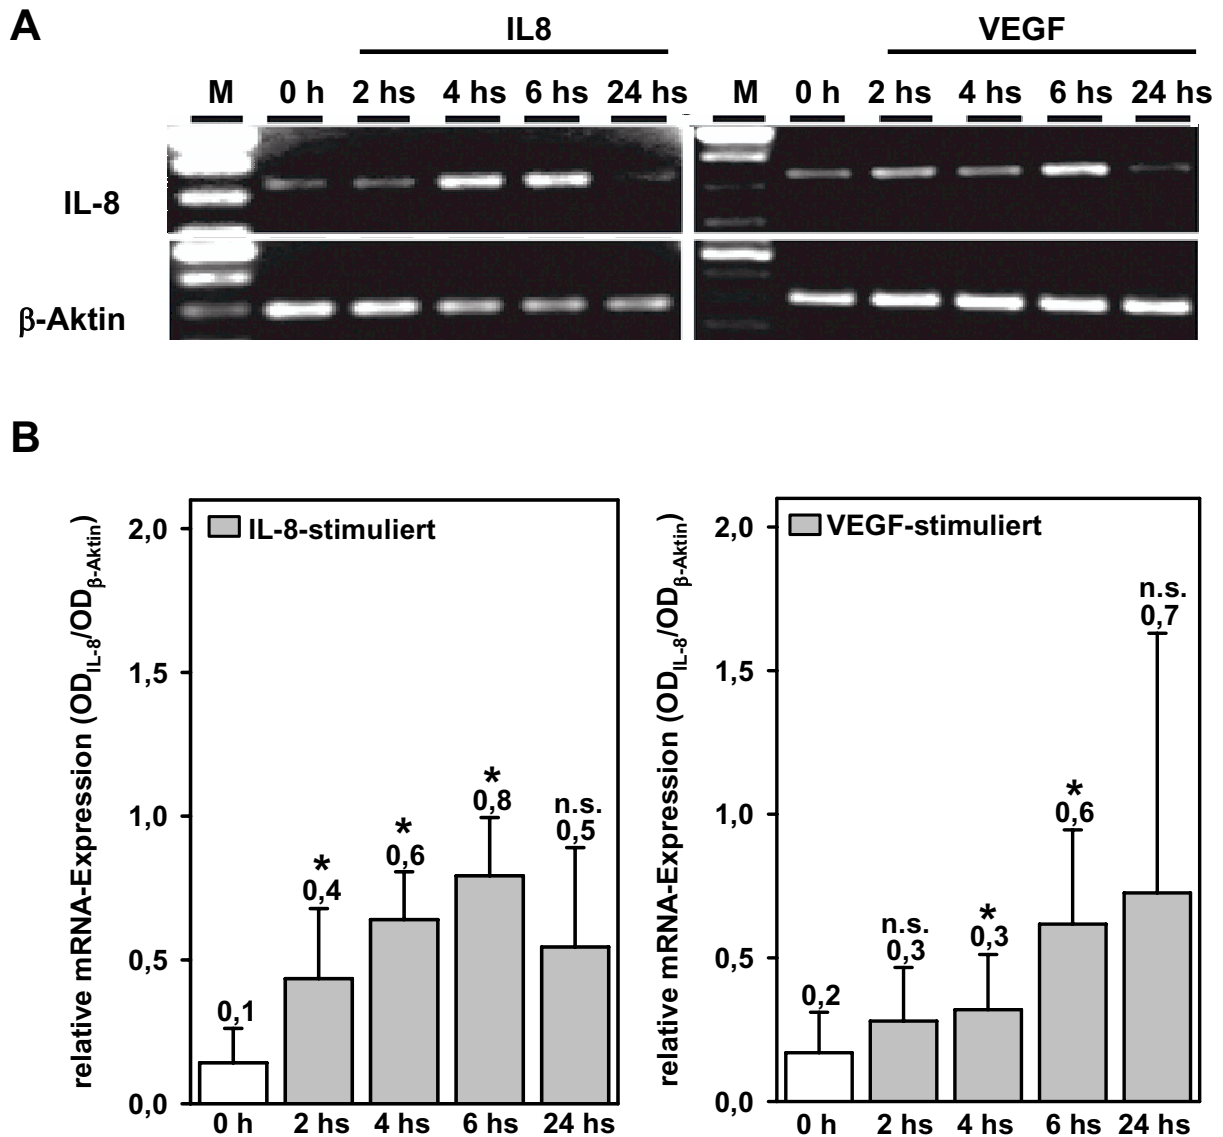 A
IL8 VEGF
M 0 h 2 hs 4 hs 6 hs 24 hs M 0 h 2 hs 4 hs 6 hs 24 hs
IL-8
β-Aktin
B
relative mRNA-Expression (OD IL-8/OD β-Aktin)
2,0
1,5
1,0
0,5
0,0
IL-8-stimuliert
0,1
*
0,4
*
0,6
*
0,8
n.s.
0,5
0 h 2 hs 4 hs 6 hs 24 hs
relative mRNA-Expression (OD IL-8/OD β-Aktin)
2,0
1,5
1,0
0,5
0,0
VEGF-stimuliert
0,2
n.s.
0,3
*
0,3
*
0,6
n.s.
0,7
0 h 2 hs 4 hs 6 hs 24 hs